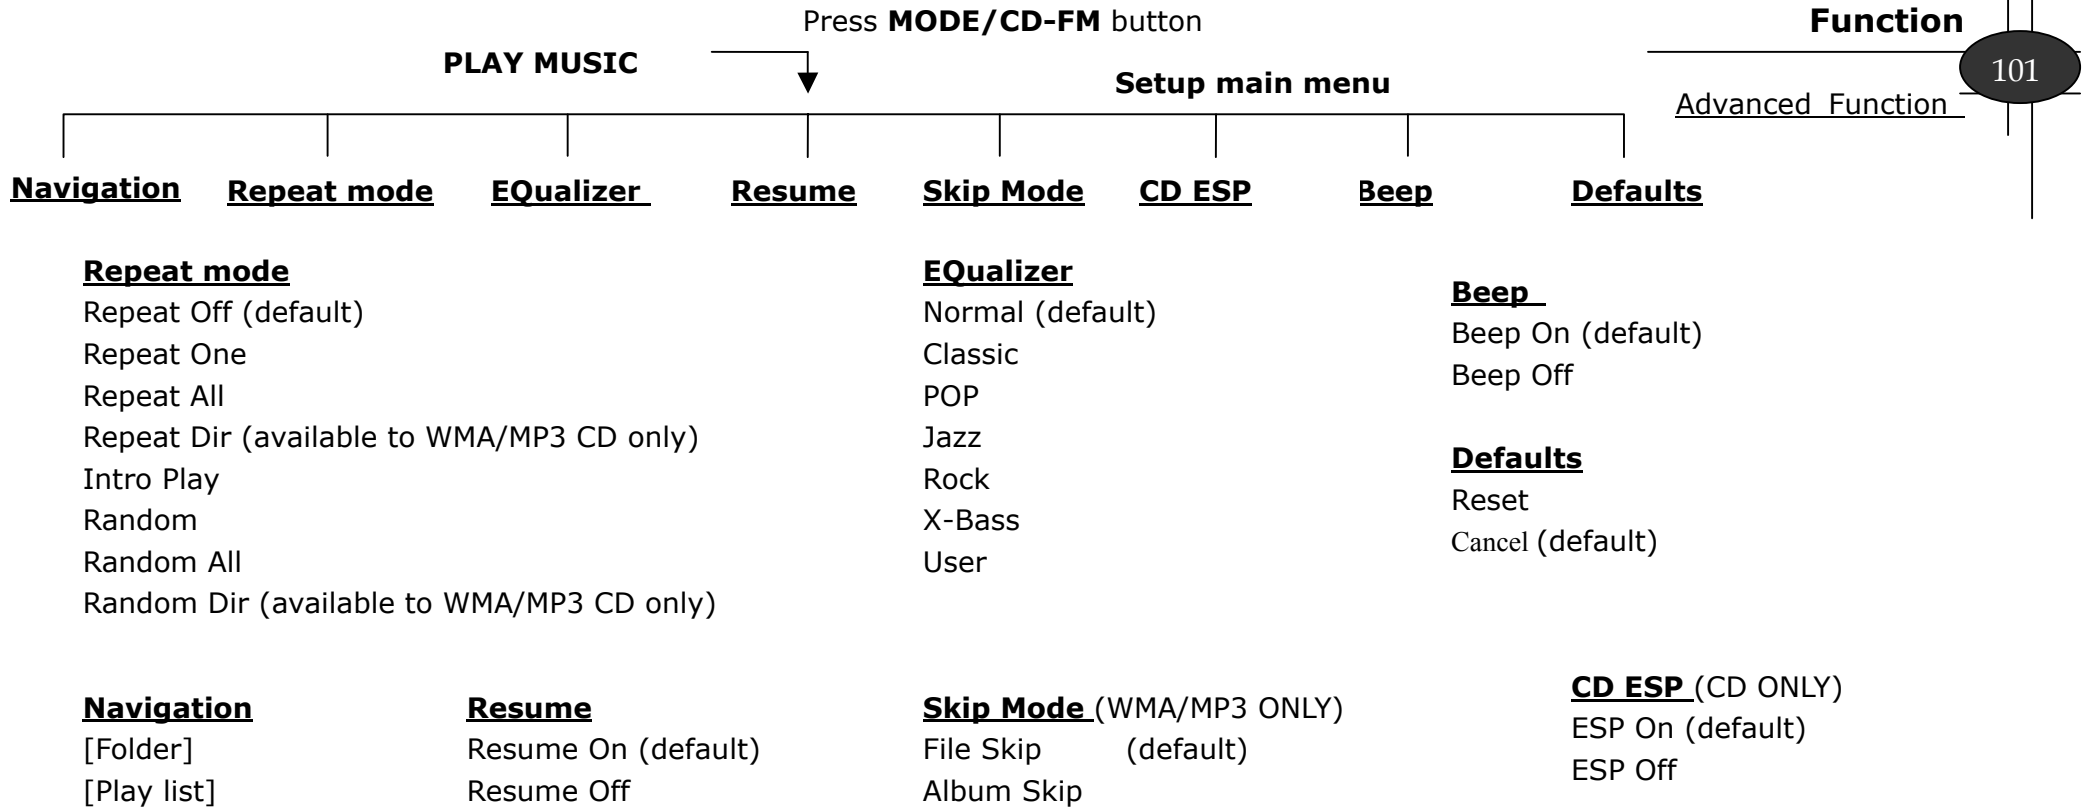 Press MODE/CD-FM button
Function
PLAY MUSIC
Setup main menu
101
Advanced Function
Navigation
Repeat mode
EQualizer
Resume
Skip Mode
CD ESP
Beep
Defaults
Repeat mode
Repeat Off (default)
Repeat One
Repeat All
Repeat Dir (available to WMA/MP3 CD only)
Intro Play
Random
Random All
Random Dir (available to WMA/MP3 CD only)
EQualizer
Normal (default)
Classic
POP
Jazz
Rock
X-Bass
User
Beep
Beep On (default)
Beep Off
Defaults
Reset
Cancel (default)
Navigation
[Folder]
[Play list]
Resume
Resume On (default)
Resume Off
Skip Mode (WMA/MP3 ONLY)
File Skip (default)
Album Skip
CD ESP (CD ONLY)
ESP On (default)
ESP Off